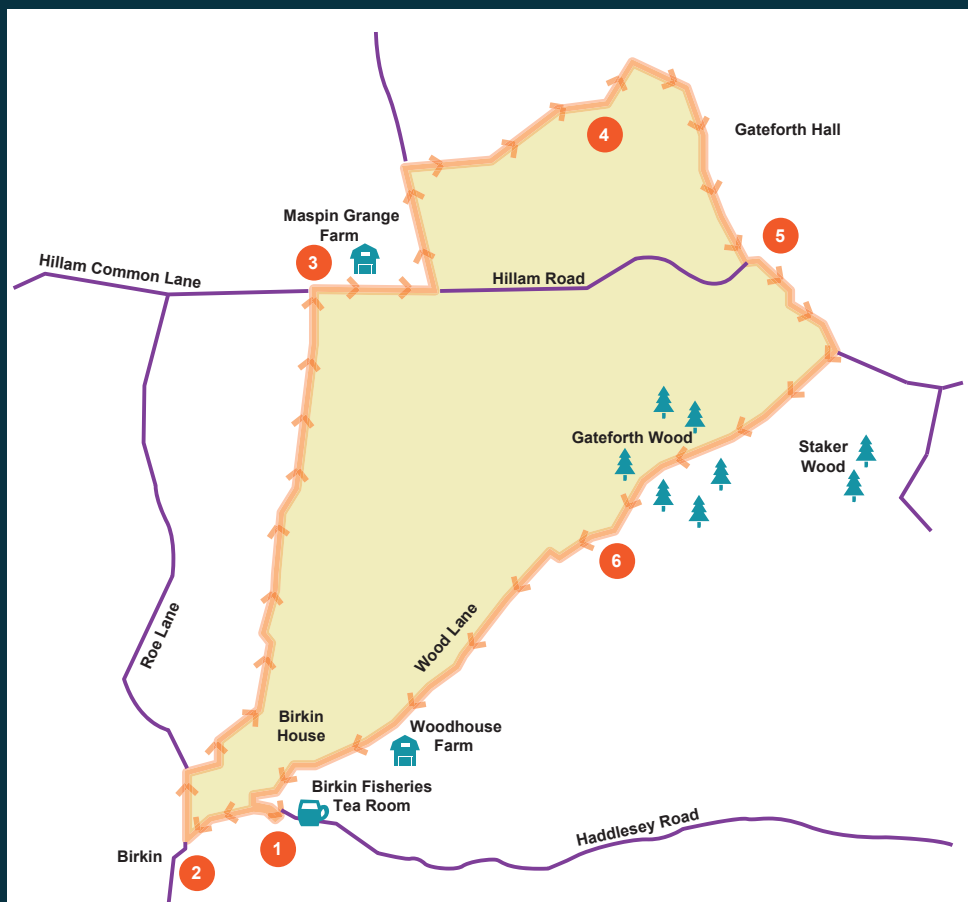 4
Gateforth Hall
Maspin Grange
Farm
5
3
Hillam Common Lane
Hillam Road
Gateforth Wood
Staker
Wood
6
Roe Lane
Wood Lane
Birkin
House
Woodhouse
Farm
Birkin Fisheries
Tea Room
Haddlesey Road
1
Birkin
2